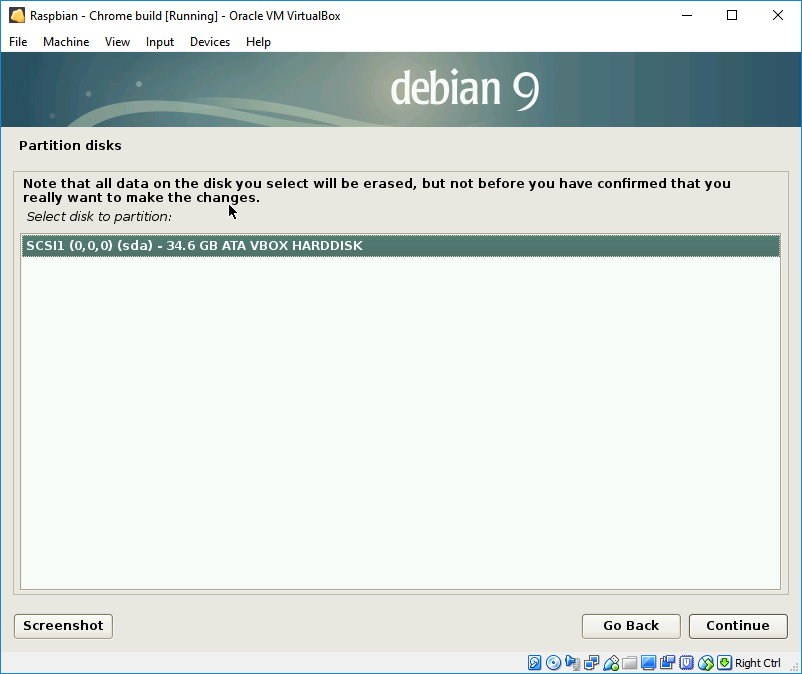 Raspbian - Chrome build [Running] - Oracle VM VirtualBox
File Machine View Input Devices Help
debian 9
Partition disks
Note that all data on the disk you select will be erased, but not before you have confirmed that you
really want to make the changes.
Select disk to partition:
SCSI1 (0,0,0) (sda) - 34.6 GB ATA VBOX HARDDISK
Screenshot Go Back Continue
Right Ctrl